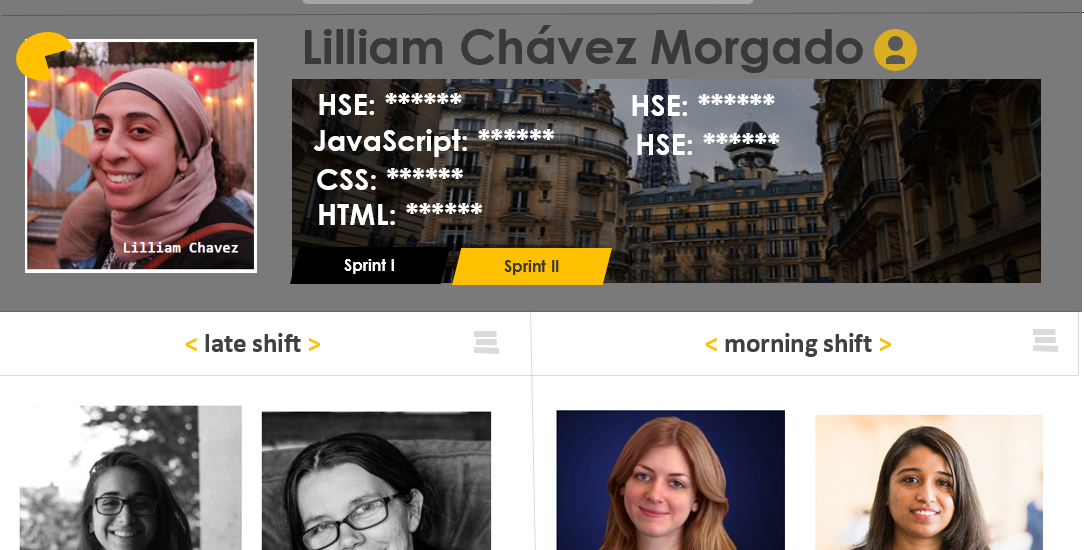 Lilliam Chávez Morgado
Lilliam Chavez
HSE: ******
JavaScript: ******
CSS: ******
HTML: ******
HSE: ******
HSE: ******
Sprint I
Sprint II
< late shift >
< morning shift >